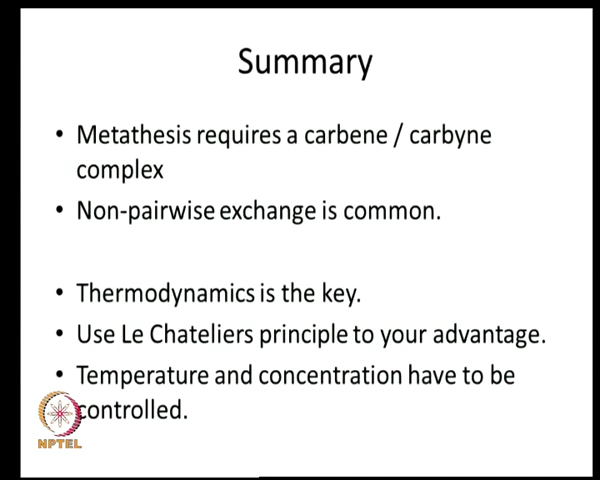 Summary
• Metathesis requires a carbene / carbyne
complex
• Non-pairwise exchange is common.
• Thermodynamics is the key.
• Use Le Chateliers principle to your advantage.
• Temperature and concentration have to be
controlled.
NPTEL